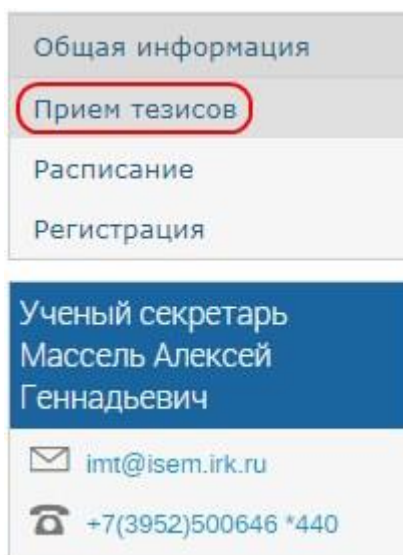 Общая информация
Прием тезисов
Расписание
Регистрация
Ученый секретарь
Массель Алексей
Геннадьевич
imt@isem.irk.ru
+7(3952)500646 *440